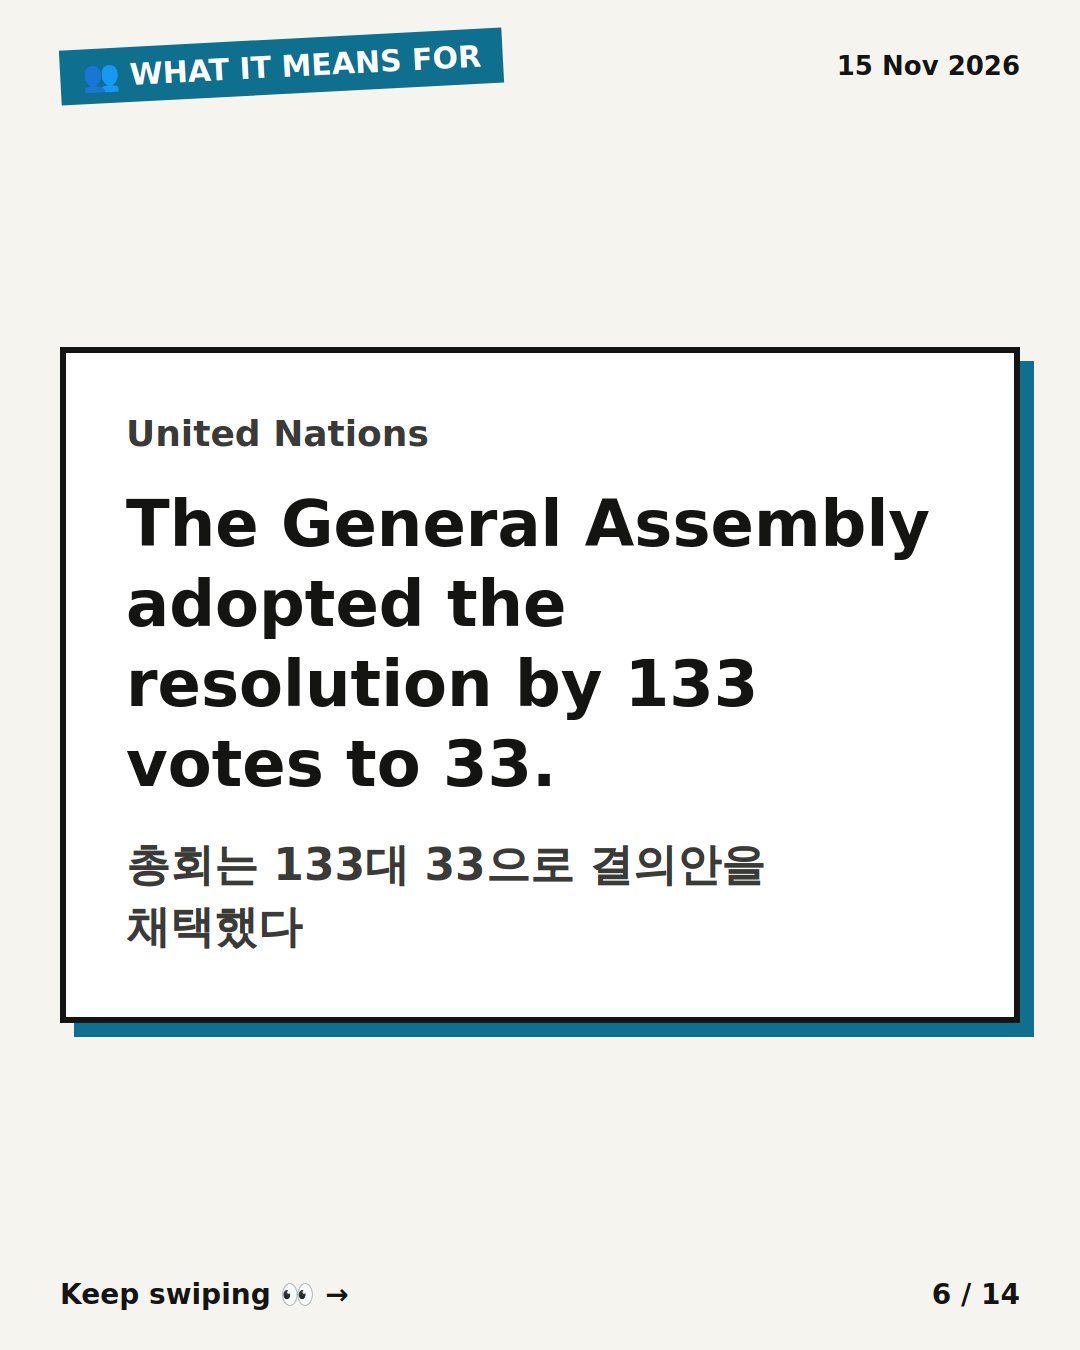 👥 WHAT IT MEANS FOR
15 Nov 2026
United Nations
The General Assembly
adopted the
resolution by 133
votes to 33.
총회는 133대 33으로 결의안을
채택했다
Keep swiping 👀 →
6 / 14